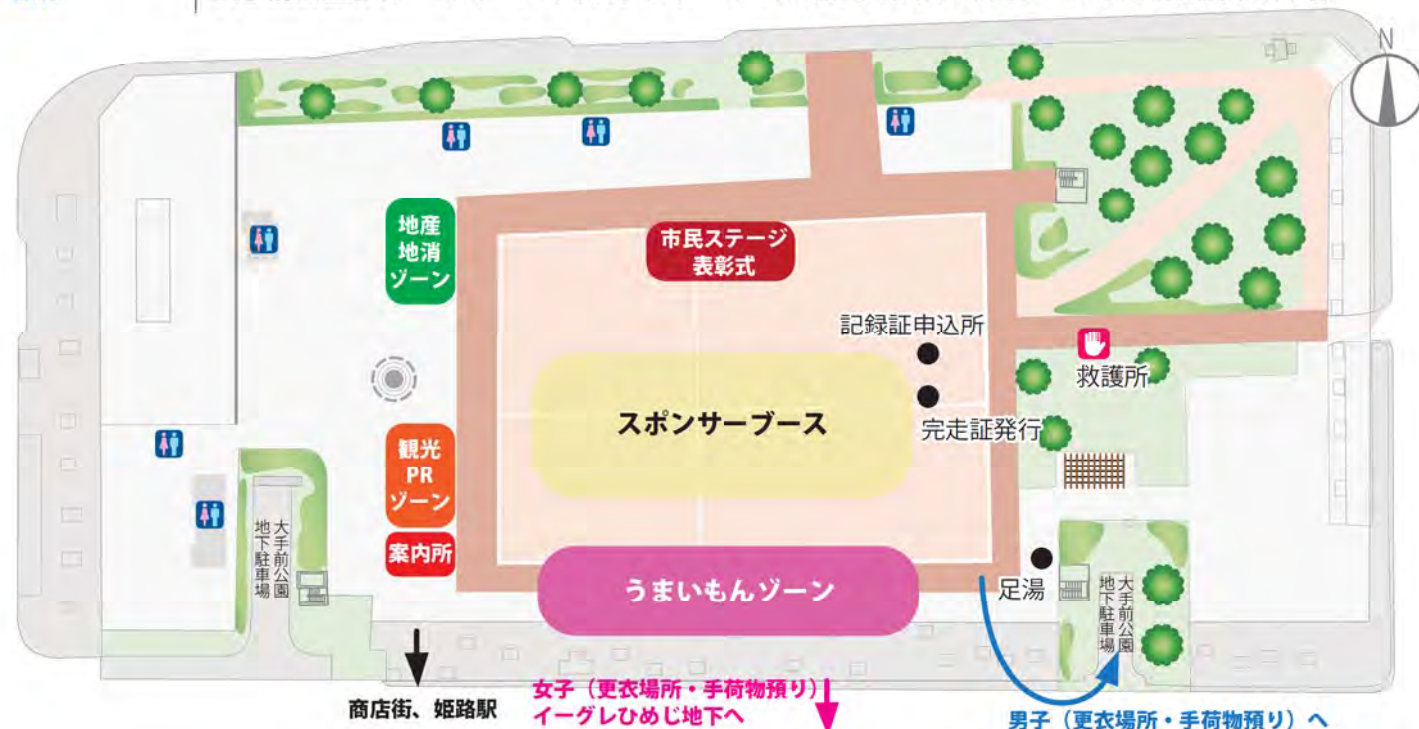 N
地産
地消
ゾーン
市民ステージ
表彰式
記録証申込所
救護所
スポンサーブース
完走証発行
観光
PR
ゾーン
案内所
大手前公園
地下駐車場
うまいもんゾーン
足湯
大手前公園
地下駐車場
商店街、姫路駅
女子（更衣場所・手荷物預り）
イーグレひめじ地下へ
男子（更衣場所・手荷物預り）へ